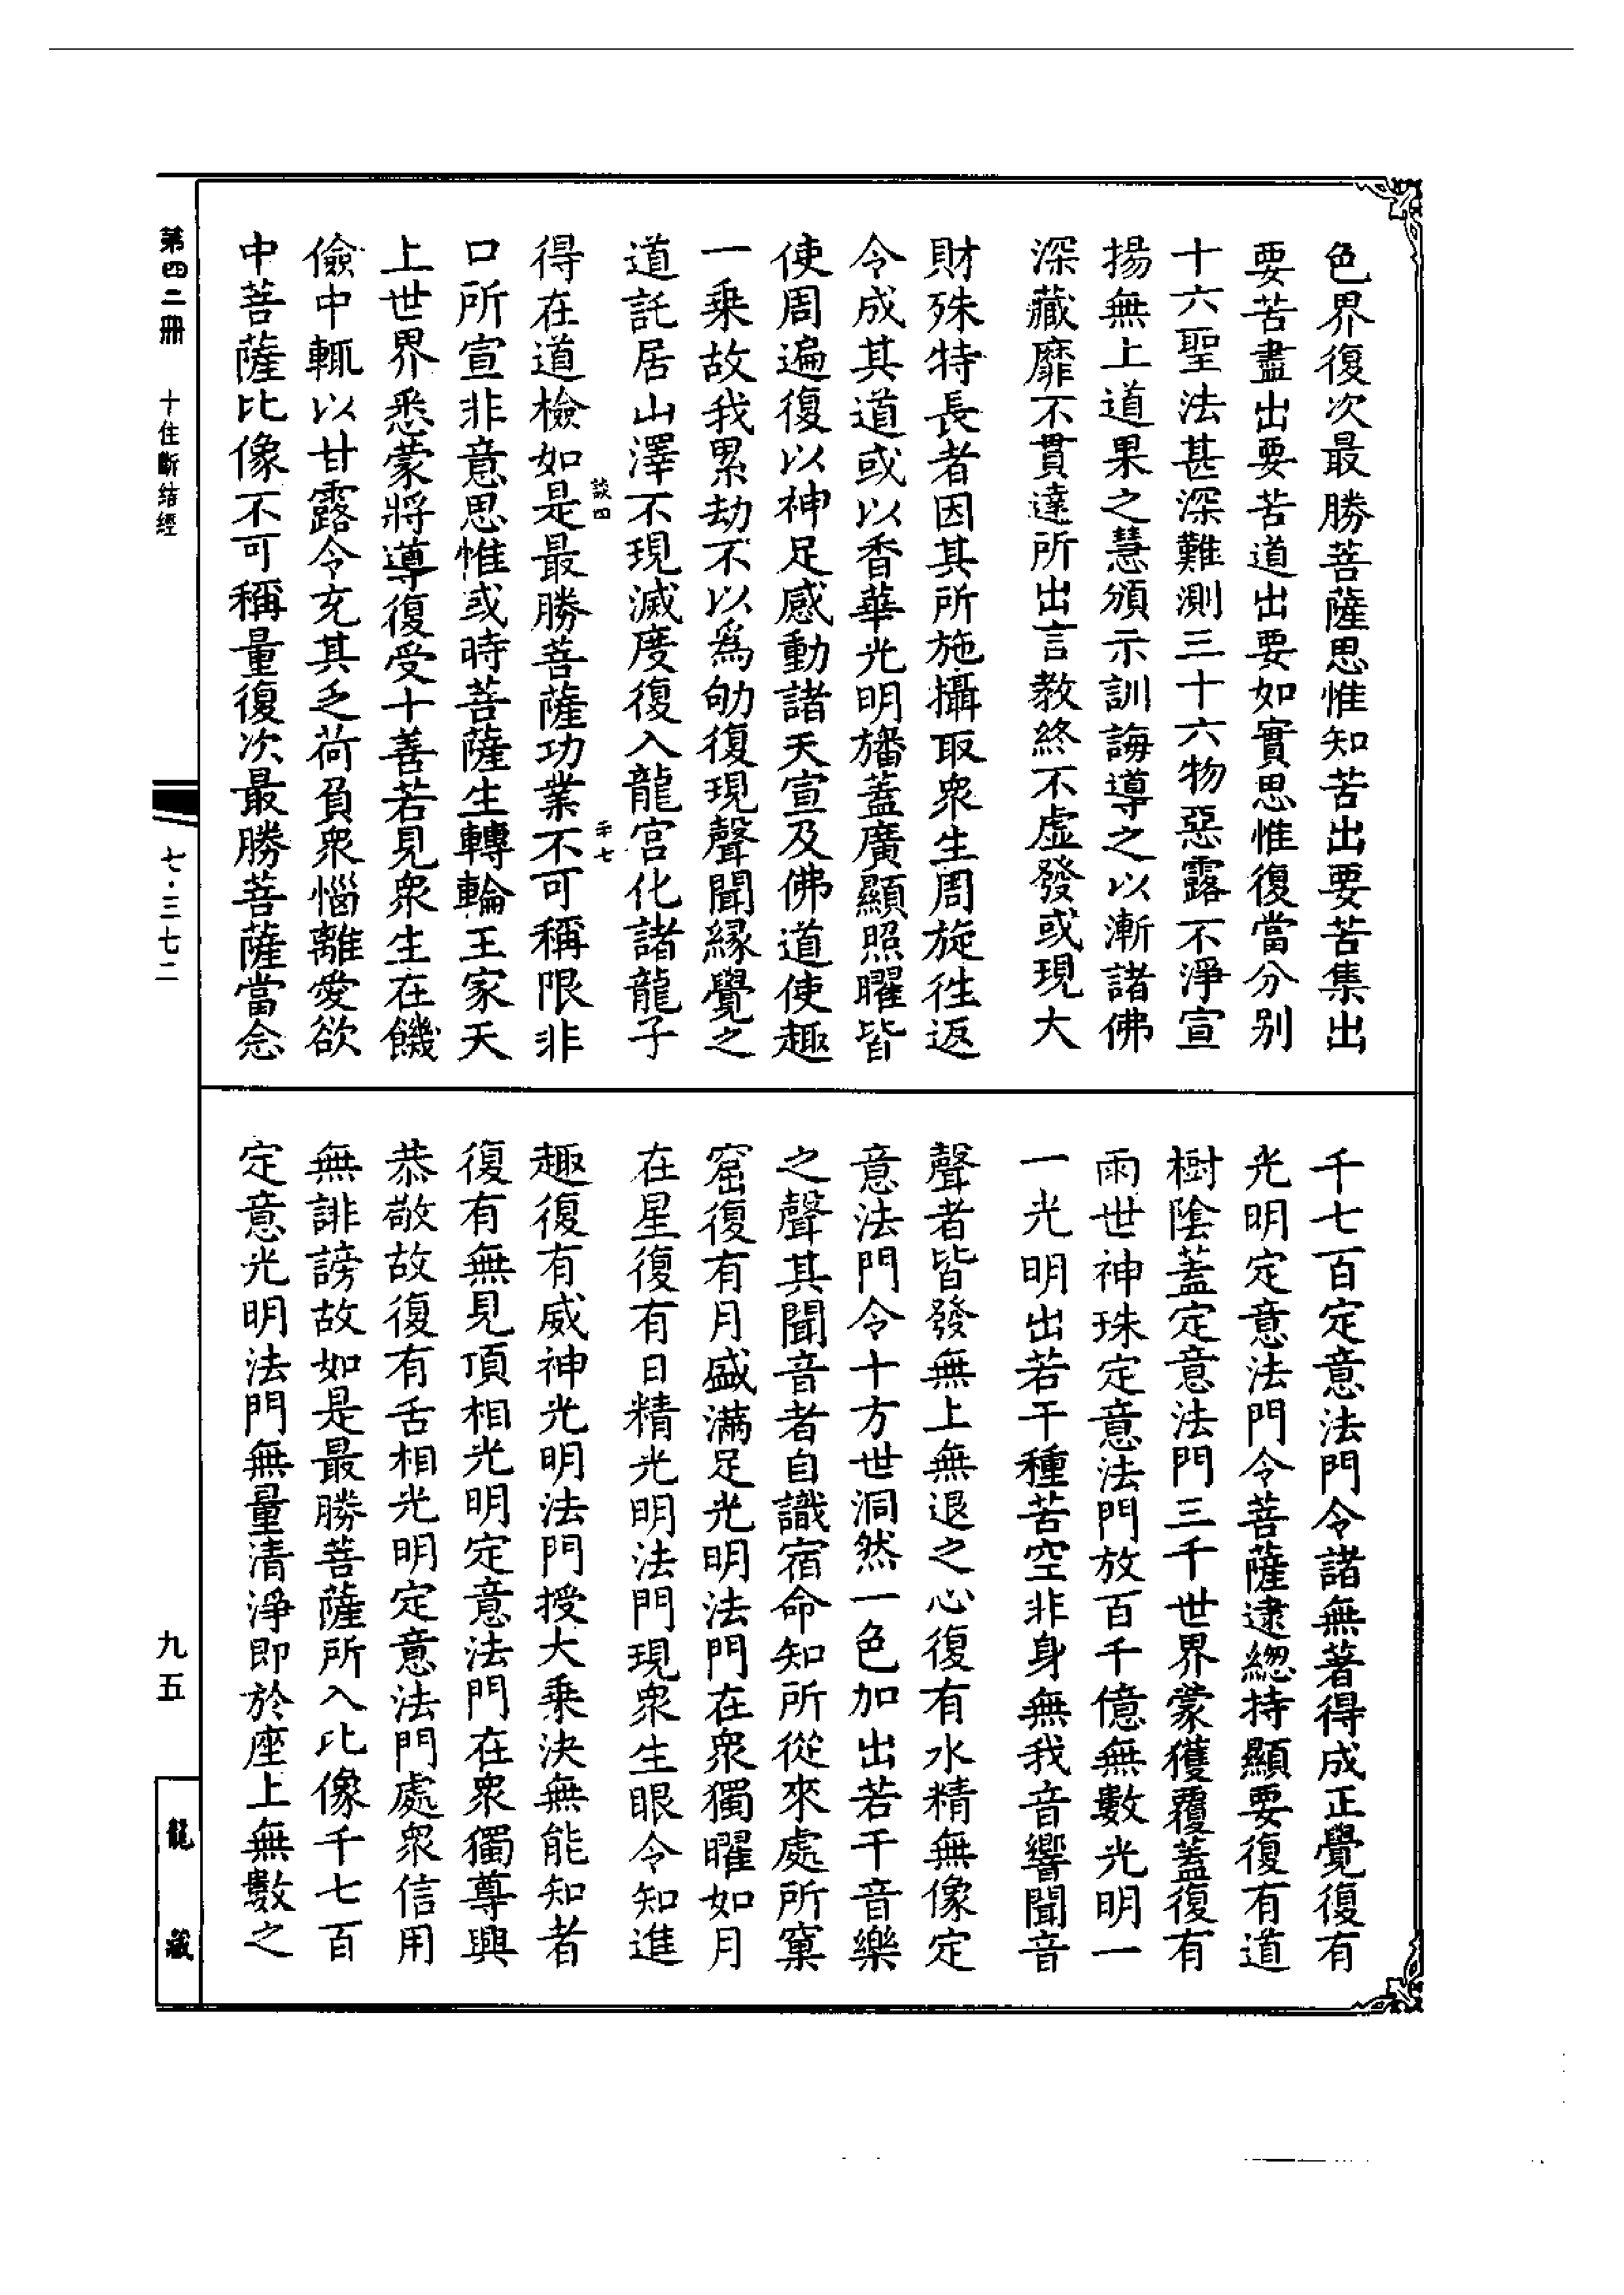 色界復次最勝菩薩思惟知苦出要苦集出
要苦盡出要苦道出要如實思惟復當分別
十六聖法甚深難測三十六物惡露不淨宣
揚無上道果之慧頒示訓誨導之以漸諸佛
深藏靡不貫達所出言教終不虛發或現大
財殊特長者因其所施攝取衆生周旋徃返
令成其道或以香華光明旛蓋廣顯照曜皆
使周遍復以神足感動諸天宣及佛道使趣
一乗故我累劫不以爲劬復現聲聞縁覺之
道託居山澤不現滅度復入龍宫化諸龍子
談四
不七
得在道檢如是最勝菩薩功業不可稱限非
口所宣非意思惟或時菩薩生轉輪王家天
上世界悉蒙將導復受十善若見衆生在饑
儉中輒以甘露令充其乏荷負衆惱離愛欲
中菩薩比像不可稱量復次最勝菩薩當念
千七百定意法門令諸無著得成正覺復有
光明定意法門令菩薩逮緫持顯要復有道
樹陰蓋定意法門三千世界蒙獲覆蓋復有
雨世神珠定意法門放百千億無數光明一
一光明出若干種苦空非身無我音響聞音
聲者皆發無上無退之心復有水精無像定
意法門令十方世洞然一色加出若干音樂
之聲其聞音者自識宿命知所從來處所窠
窟復有月盛滿足光明法門在衆獨曜如月
在星復有日精光明法門現衆生眼令知進
趣復有威神光明法門授大乗決無能知者
復有無見頂相光明定意法門在衆獨尊興
恭敬故復有舌相光明定意法門處衆信用
無誹謗故如是最勝菩薩所入比像千七百
定意光明法門無量清淨即於座上無數之
第四二冊
十住斷结經
七·三七二
九五
龍藏